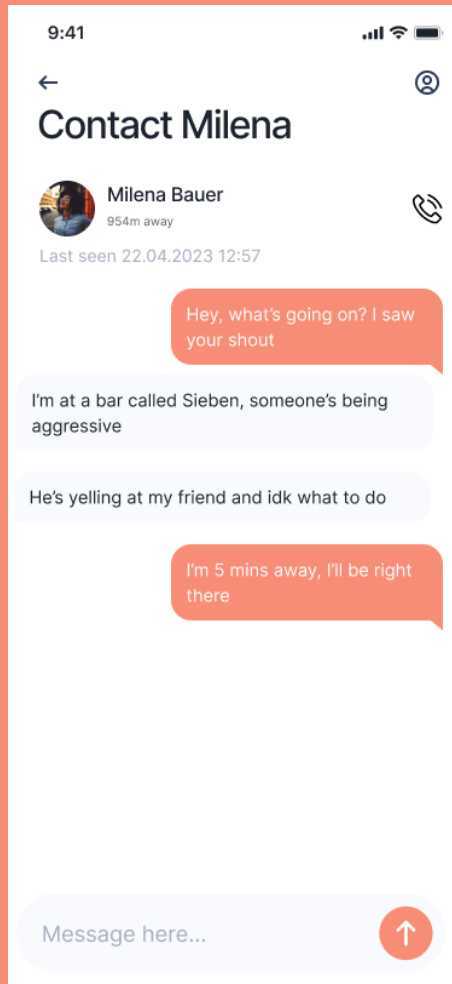 9:41
Contact Milena
Milena Bauer
954m away
Last seen 22.04.2023 12:57
Hey, what's going on? I saw
your shout
I'm at a bar called Sieben, someone's being
aggressive
He's yelling at my friend and idk what to do
I'm 5 mins away, I'll be right
there
Message here...